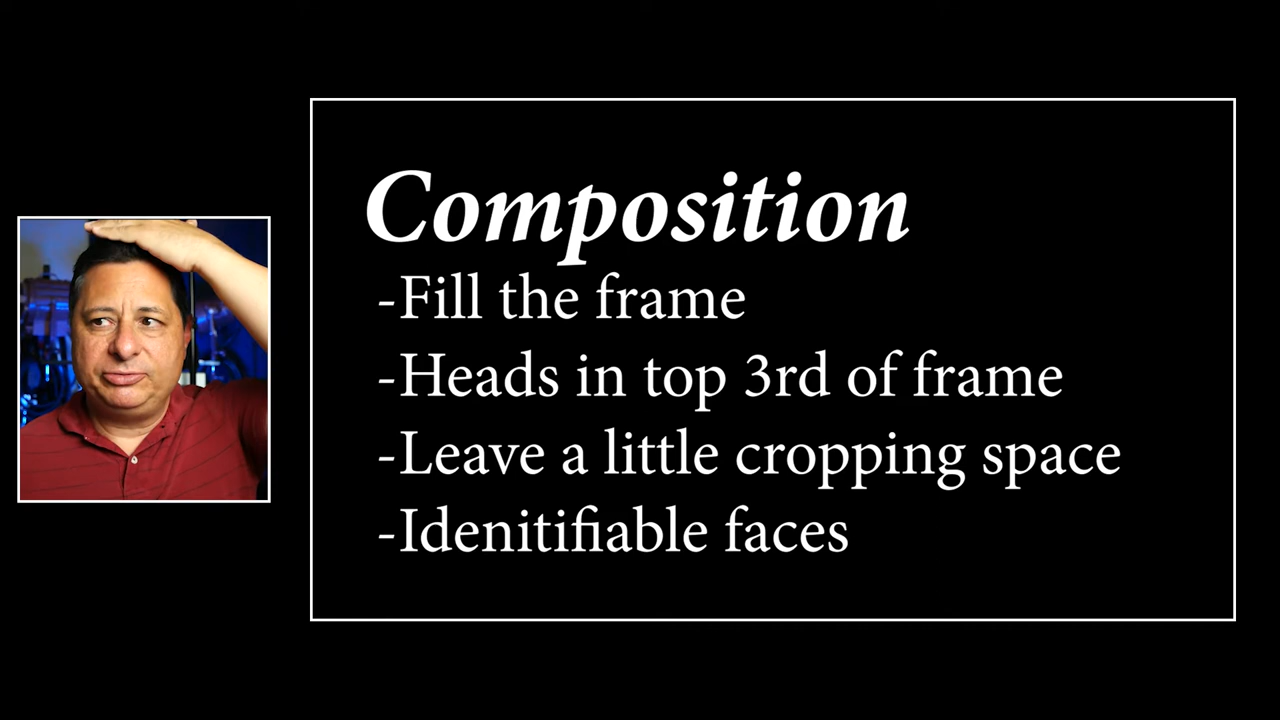 Composition
-Fill the frame
-Heads in top 3rd of frame
-Leave a little cropping space
-Idenitifiable faces